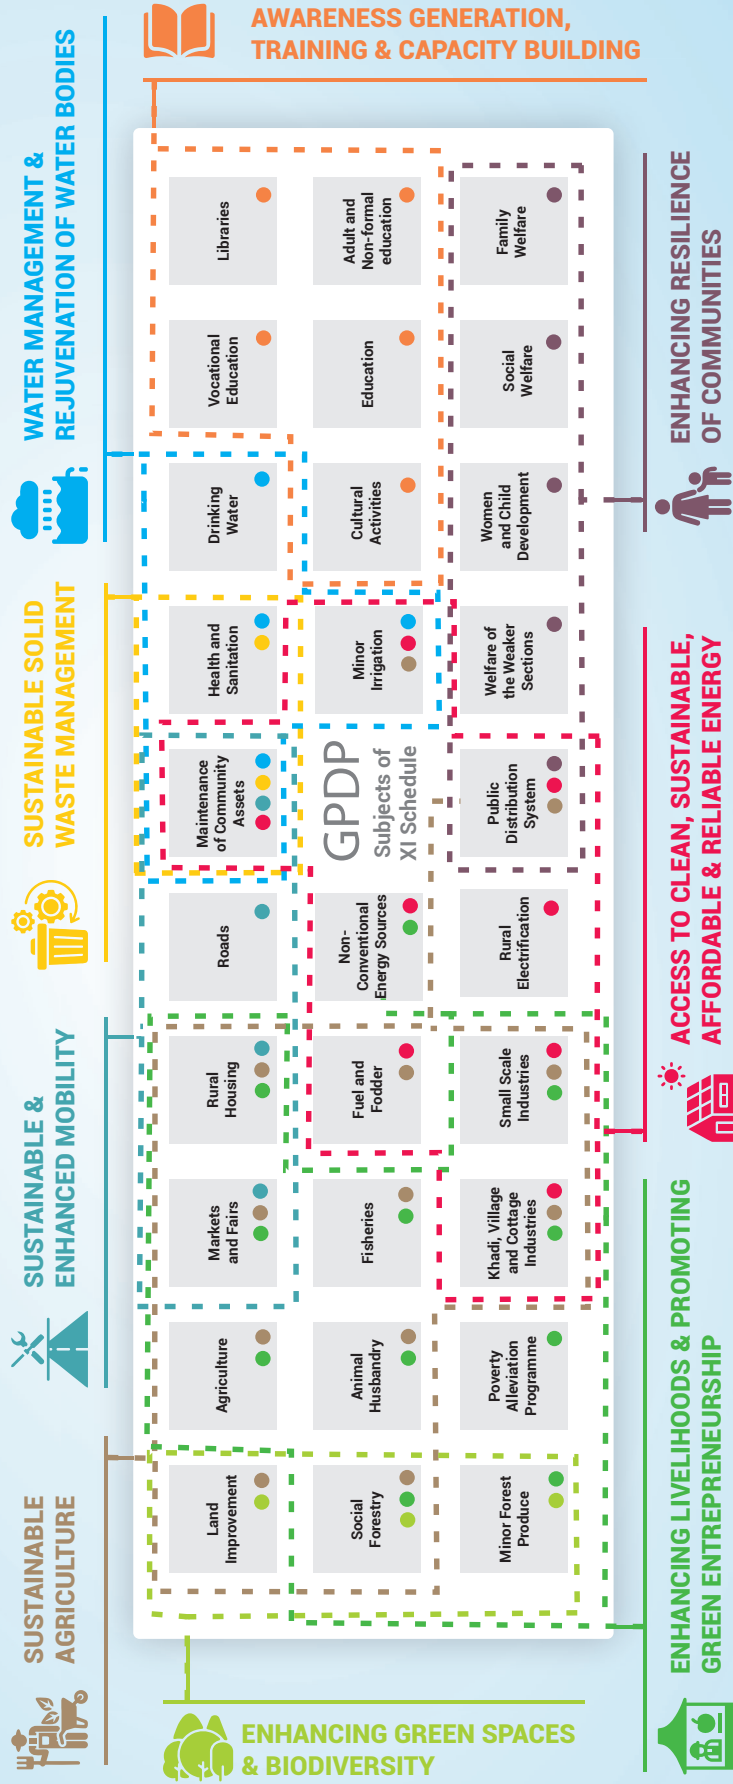 AWARENESS GENERATION,
TRAINING & CAPACITY BUILDING
SUSTAINABLE
AGRICULTURE
SUSTAINABLE &
ENHANCED MOBILITY
SUSTAINABLE SOLID
WASTE MANAGEMENT
WATER MANAGEMENT &
REJUVENATION OF WATER BODIES
Land
Improvement
Agriculture
Markets
and Fairs
Rural
Housing
Roads
Maintenance
of Community
Assets
Health and
Sanitation
Drinking
Water
Vocational
Education
Libraries
Social
Forestry
Animal
Husbandry
Fisheries
Fuel and
Fodder
Non-
Conventional
Energy Sources
GPDP
Subjects of
XI Schedule
Minor
Irrigation
Cultural
Activities
Education
Adult and
Non-formal
education
Minor Forest
Produce
Poverty
Alleviation
Programme
Khadi, Village
and Cottage
Industries
Small Scale
Industries
Rural
Electrification
Public
Distribution
System
Welfare of
the Weaker
Sections
Women
and Child
Development
Social
Welfare
Family
Welfare
ENHANCING LIVELIHOODS & PROMOTING
GREEN ENTREPRENEURSHIP
ACCESS TO CLEAN, SUSTAINABLE,
AFFORDABLE & RELIABLE ENERGY
ENHANCING RESILIENCE
OF COMMUNITIES
ENHANCING GREEN SPACES
& BIODIVERSITY